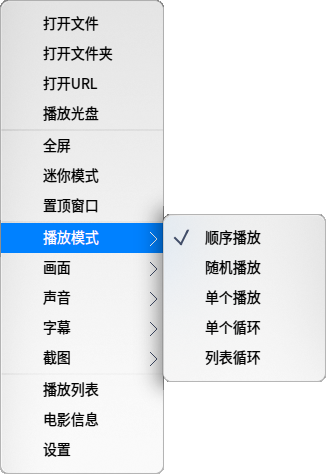 打开文件
打开文件夹
打开URL
播放光盘
全屏
迷你模式
置顶窗口
播放模式
画面
声音
字幕
截图
播放列表
电影信息
设置
顺序播放
随机播放
单个播放
单个循环
列表循环